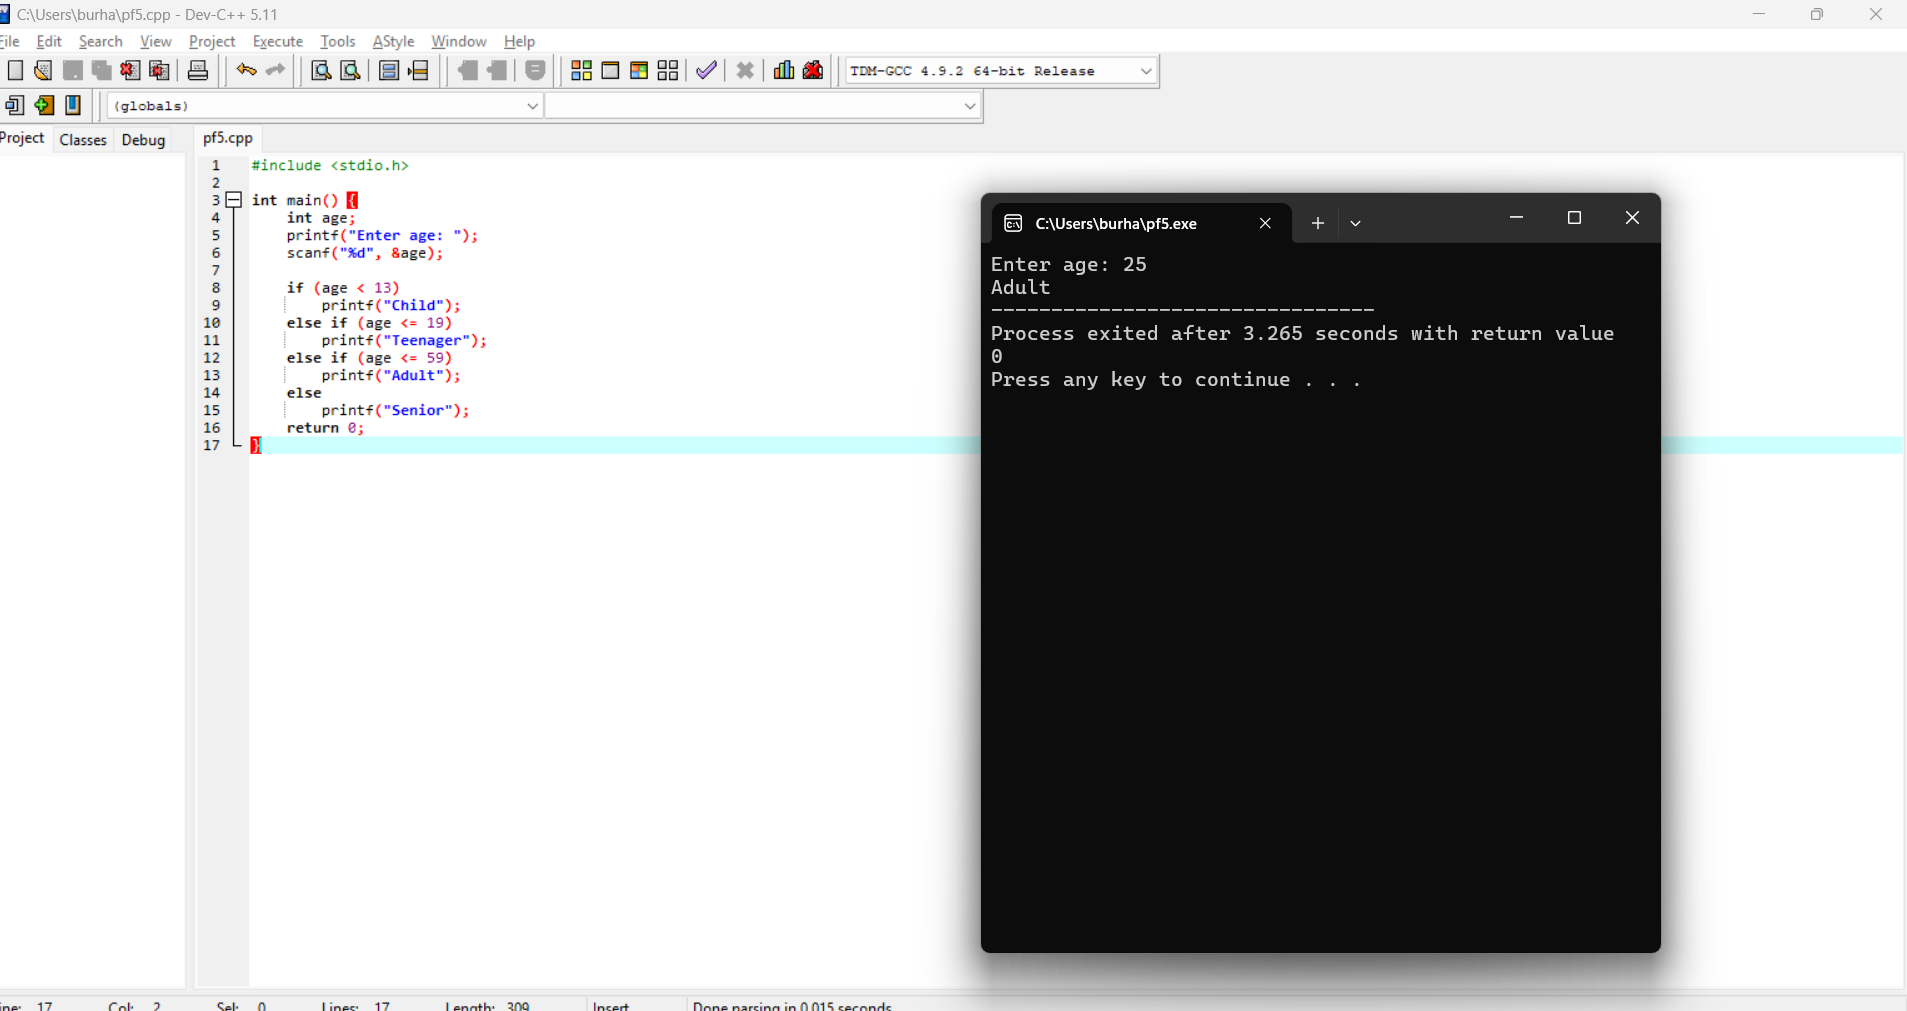 C:\Users\burha\pf5.cpp - Dev-C++ 5.11
File Edit Search View Project Execute Tools AStyle Window Help
TDM-GCC 4.9.2 64-bit Release
(globals)
Project Classes Debug pf5.cpp
1 #include <stdio.h>
2
3 int main() {
4 int age;
5 printf("Enter age: ");
6 scanf("%d", &age);
7
8 if (age < 13)
9 printf("Child");
10 else if (age <= 19)
11 printf("Teenager");
12 else if (age <= 59)
13 printf("Adult");
14 else
15 printf("Senior");
16 return 0;
17 }
C:\Users\burha\pf5.exe
Enter age: 25
Adult
--------------------------------
Process exited after 3.265 seconds with return value
0
Press any key to continue . . .
Line: 17 Col: 2 Sel: 0 Lines: 17 Length: 309 Insert Done parsing in 0.015 seconds